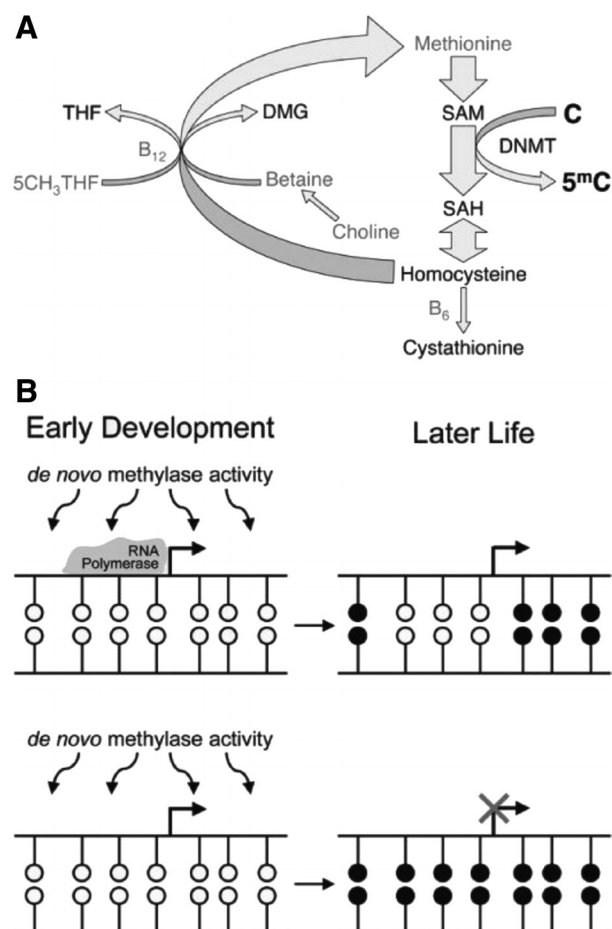 A
Methionine
THF
DMG
SAM
C
B₁₂
DNMT
5CH₃THF
Betaine
5ᵐC
SAH
Choline
Homocysteine
B₆
Cystathionine
B
Early Development
Later Life
de novo methylase activity
RNA
Polymerase
de novo methylase activity